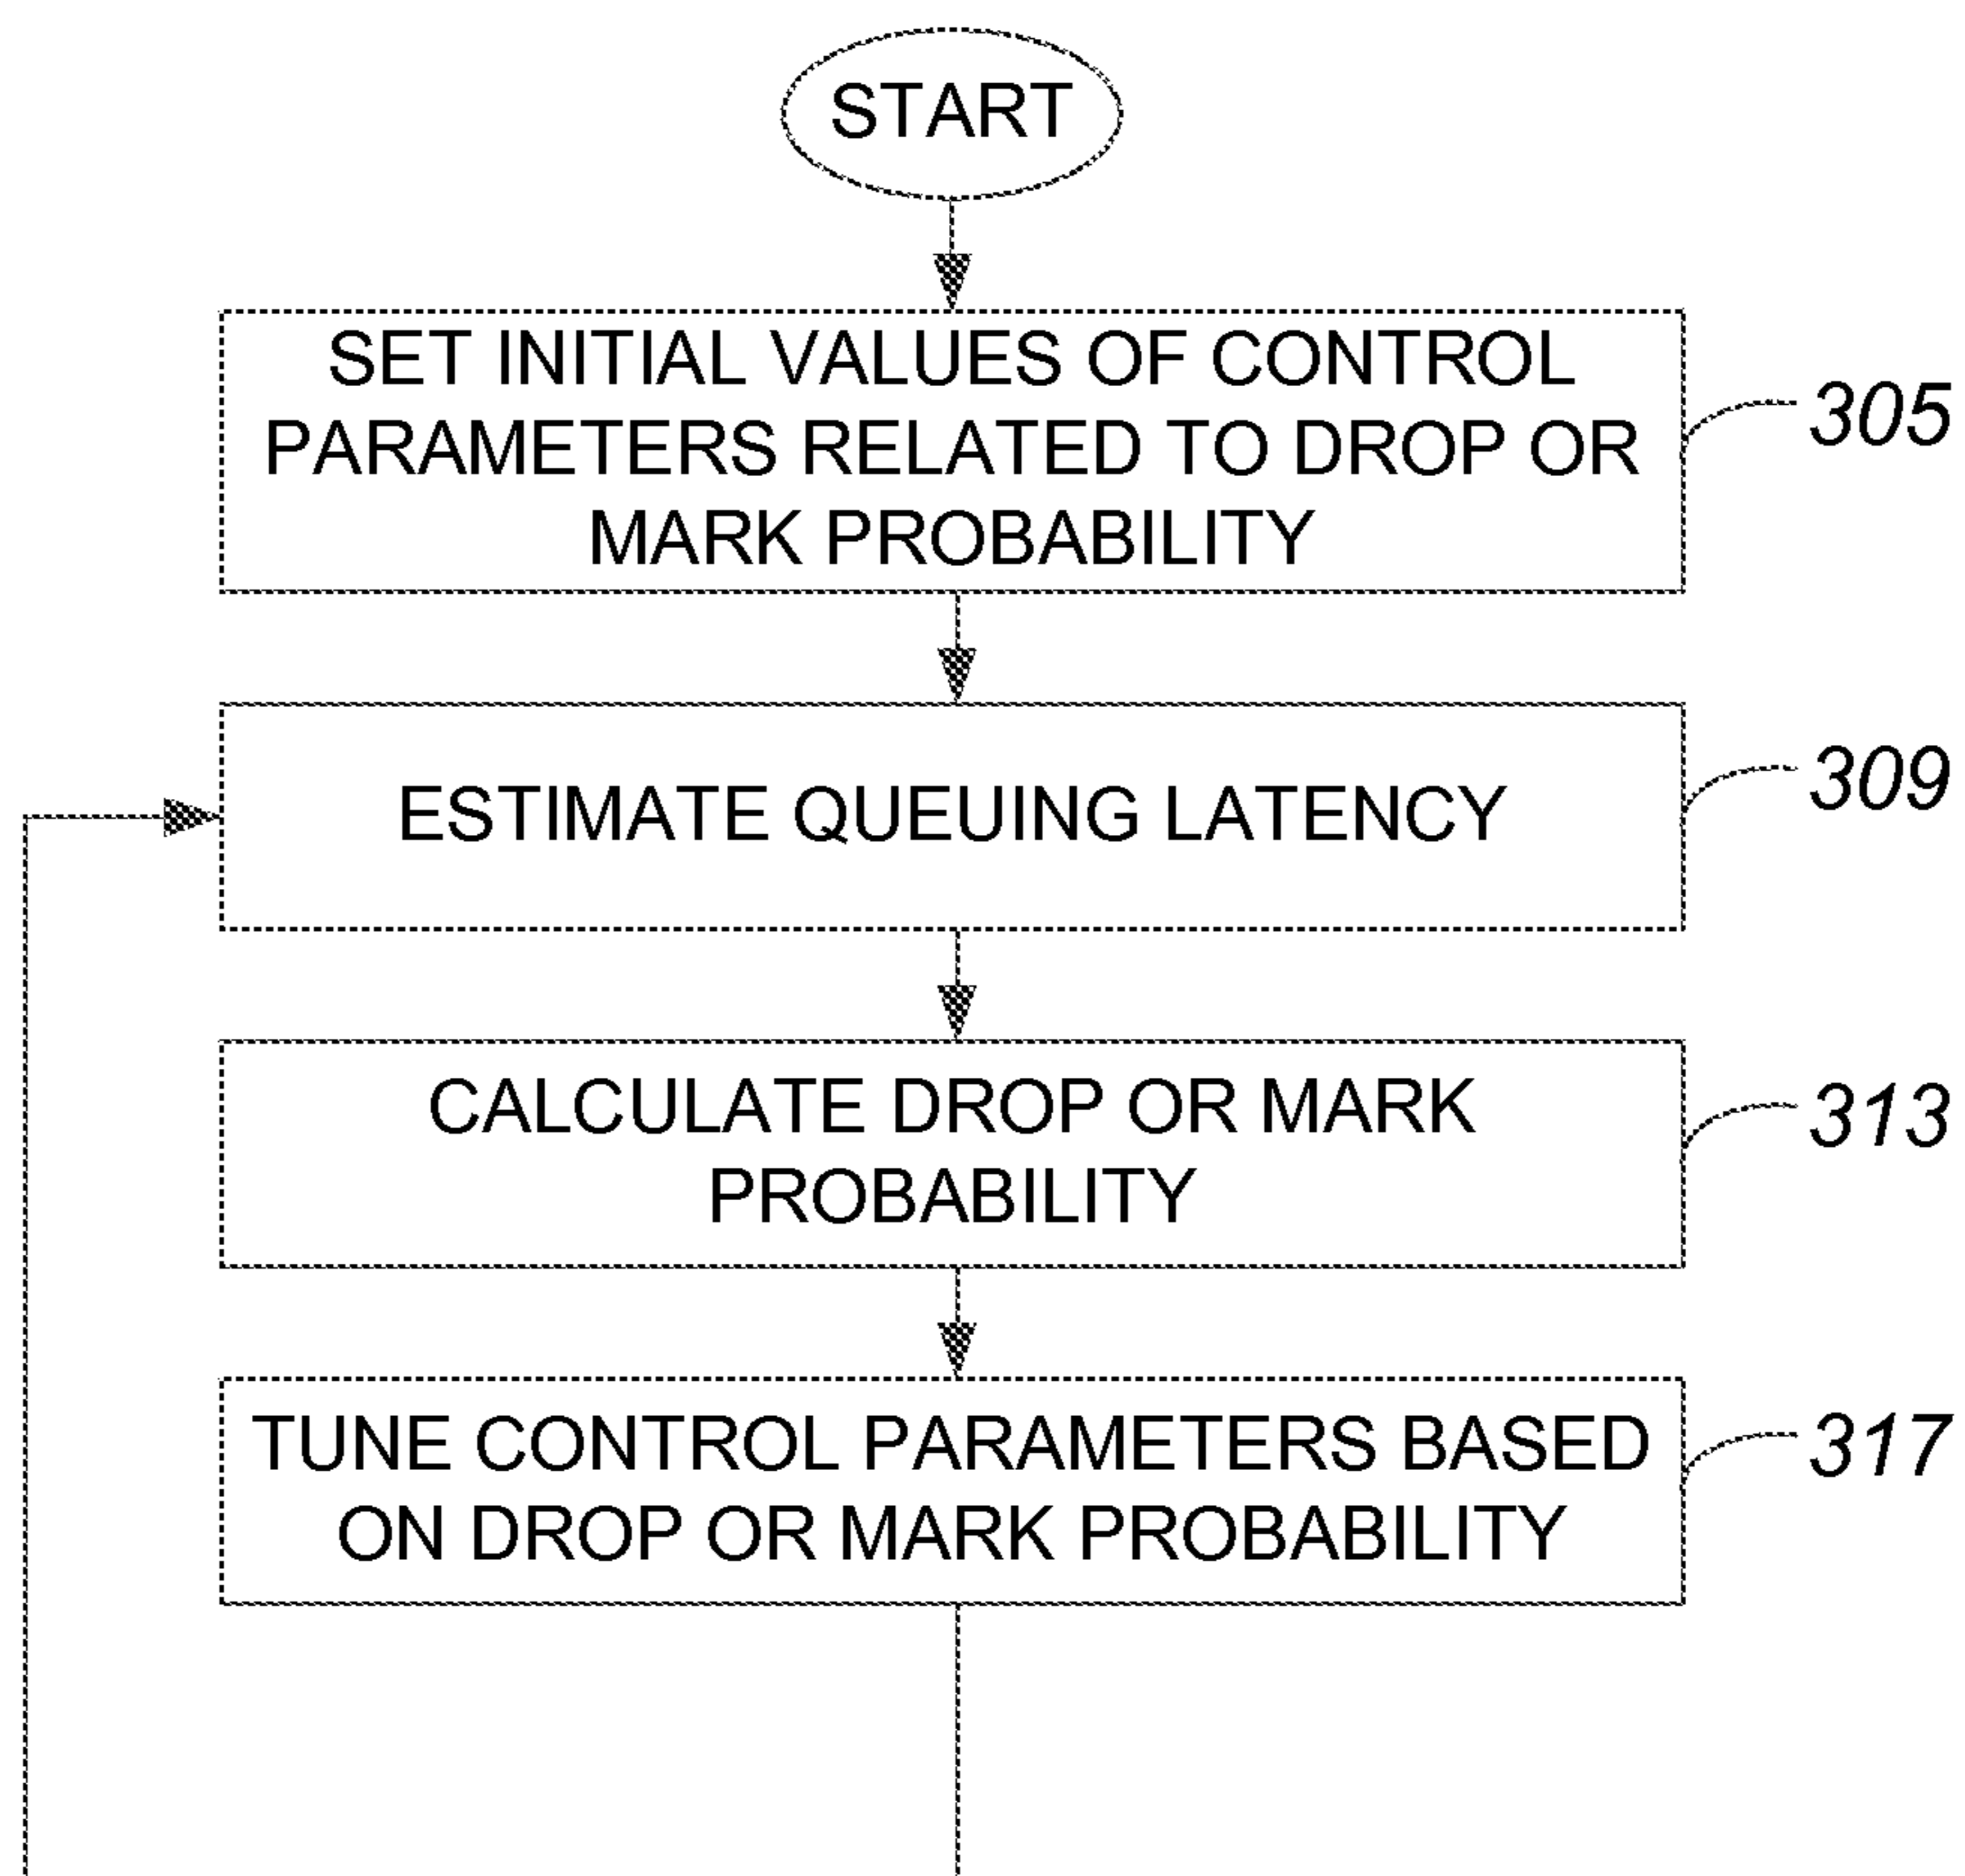 START
SET INITIAL VALUES OF CONTROL
PARAMETERS RELATED TO DROP OR
MARK PROBABILITY
305
ESTIMATE QUEUING LATENCY
309
CALCULATE DROP OR MARK
PROBABILITY
313
TUNE CONTROL PARAMETERS BASED
ON DROP OR MARK PROBABILITY
317